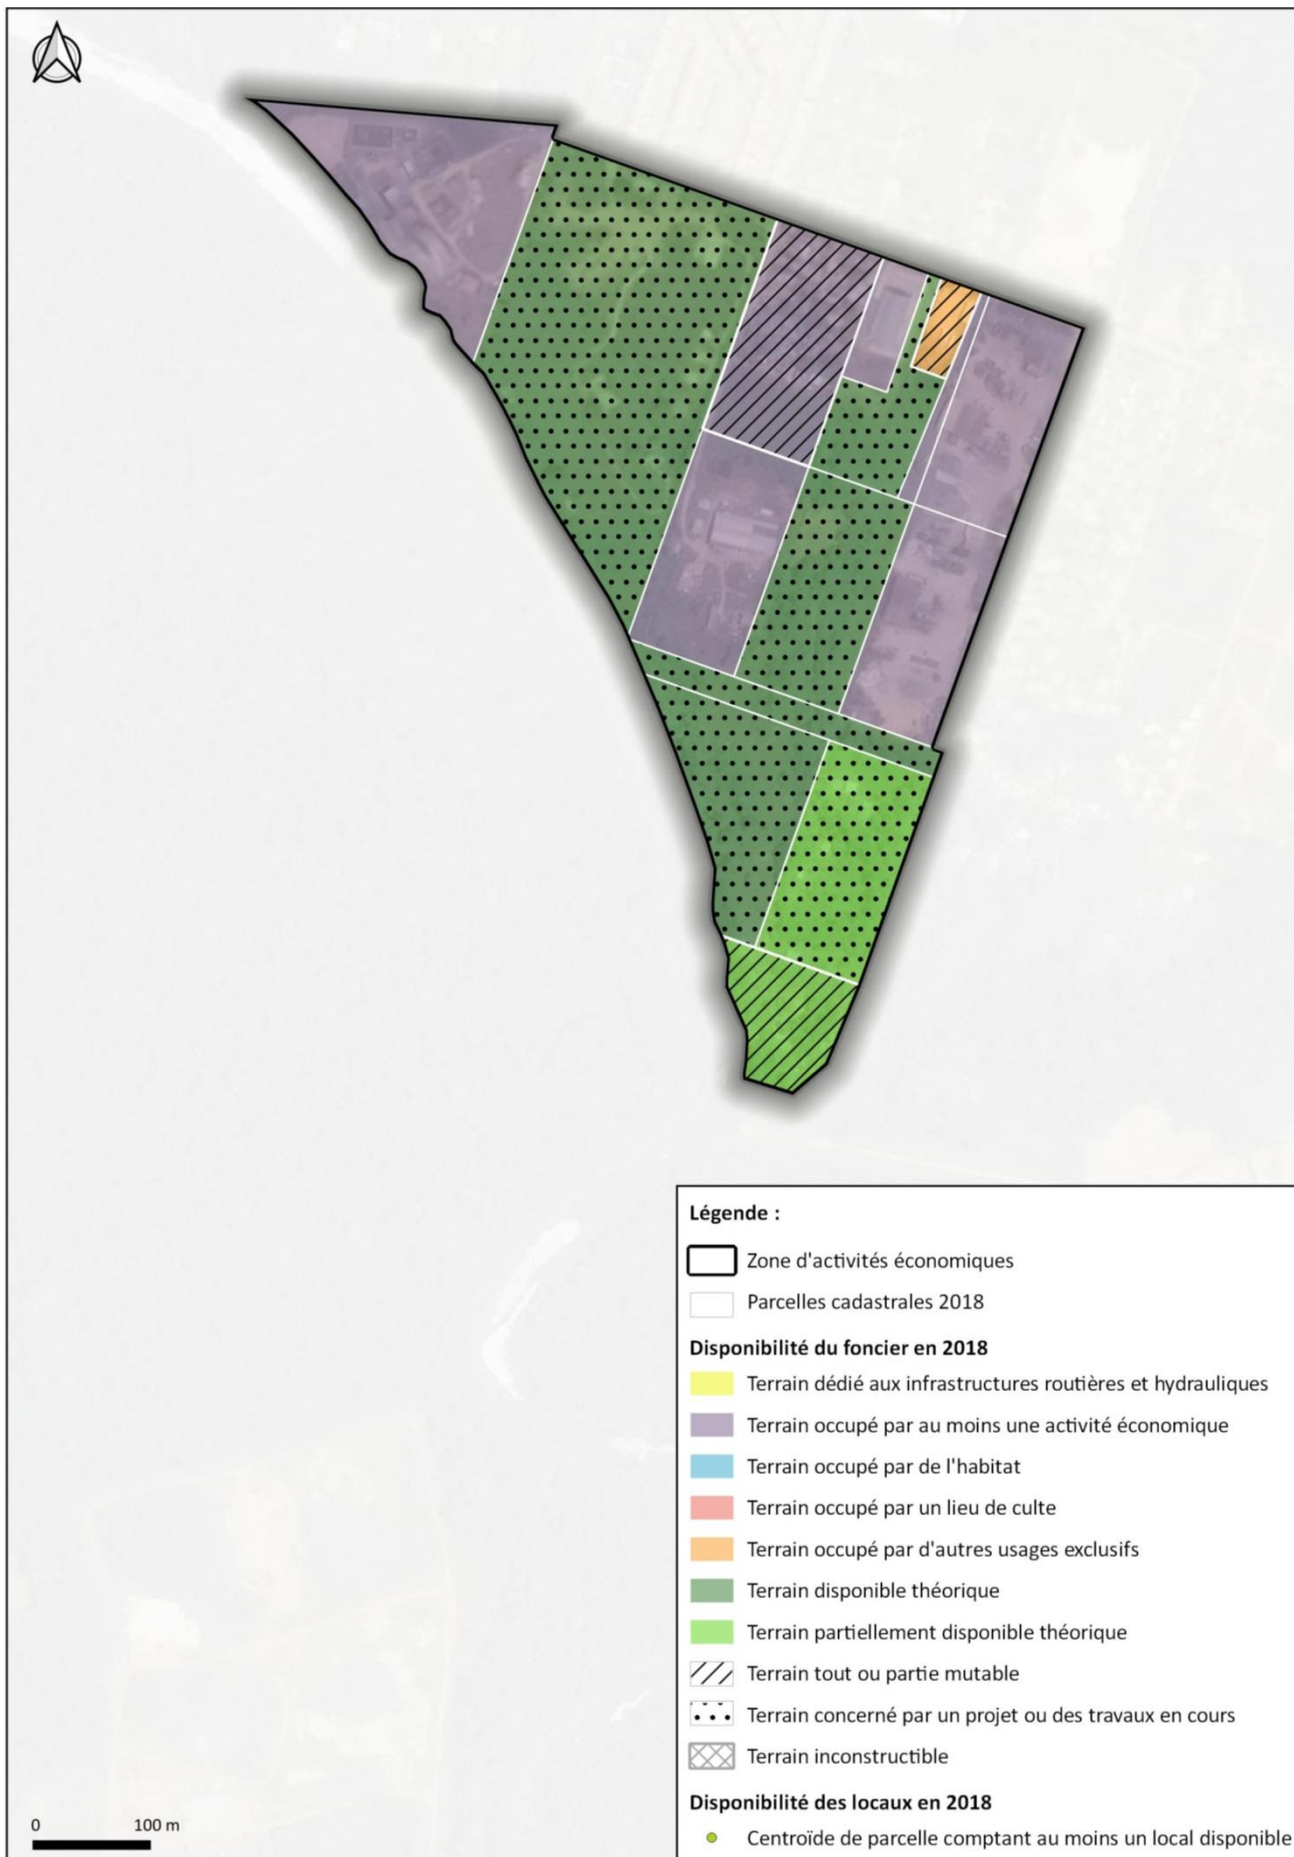 Légende :
Zone d'activités économiques
Parcelles cadastrales 2018
Disponibilité du foncier en 2018
Terrain dédié aux infrastructures routières et hydrauliques
Terrain occupé par au moins une activité économique
Terrain occupé par de l'habitat
Terrain occupé par un lieu de culte
Terrain occupé par d'autres usages exclusifs
Terrain disponible théorique
Terrain partiellement disponible théorique
Terrain tout ou partie mutable
Terrain concerné par un projet ou des travaux en cours
Terrain inconstructible
Disponibilité des locaux en 2018
Centroïde de parcelle comptant au moins un local disponible
0 100 m